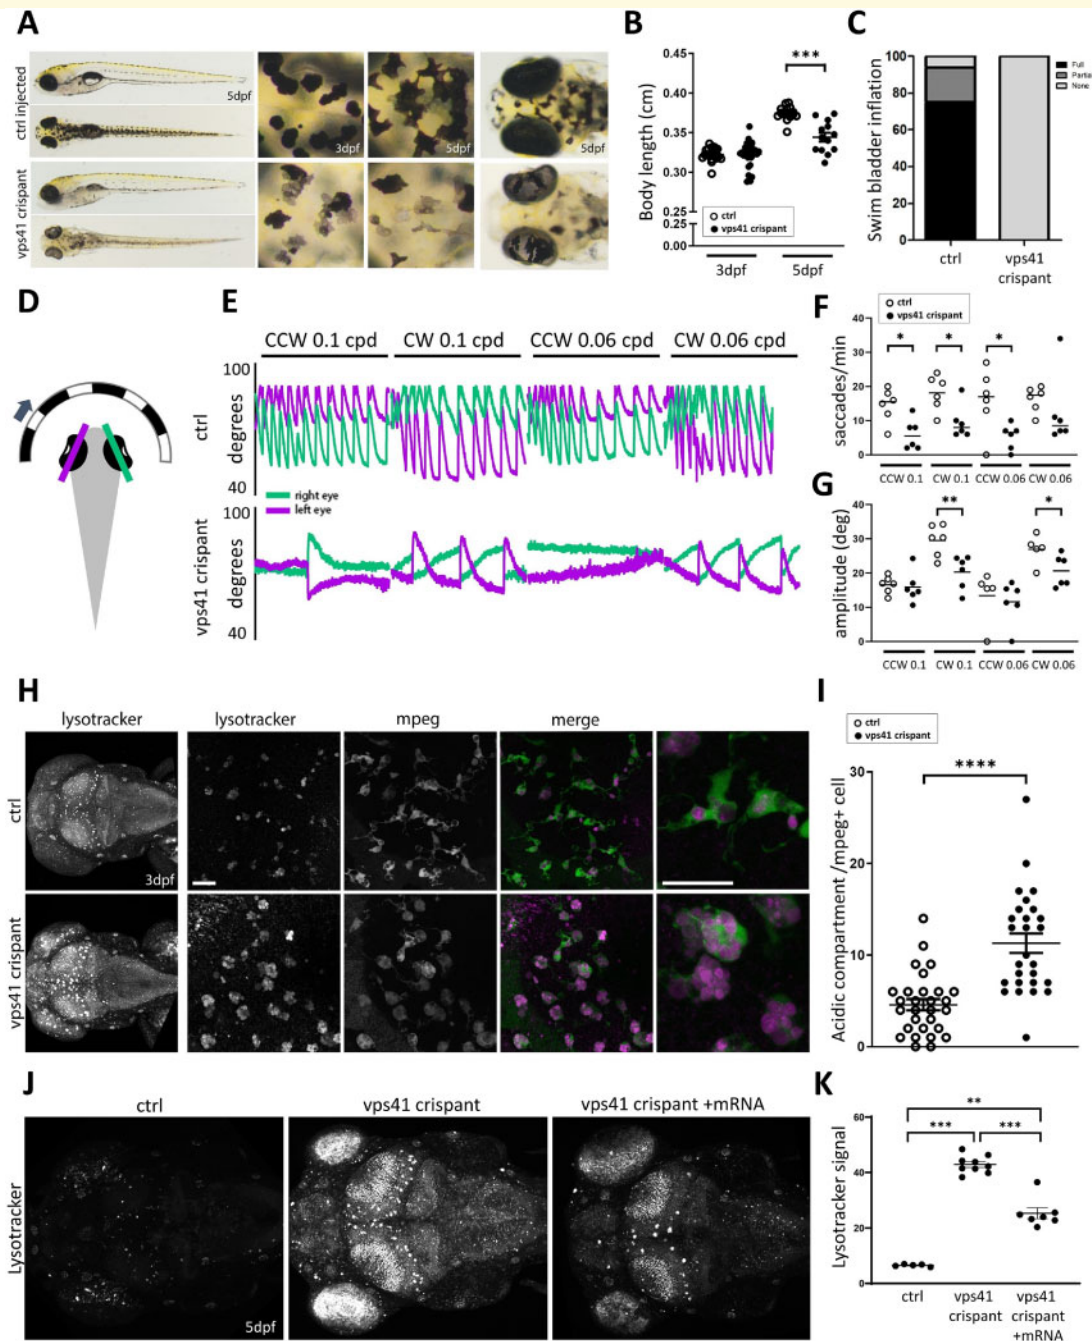 A
ctrl injected
5dpf
3dpf
5dpf
5dpf
vps41 crispant
B
Body length (cm)
0.45
0.40
0.35
0.30
0.25
0.25
0.00
***
ctrl
vps41 crispant
3dpf
5dpf
C
Swim bladder inflation
100
80
60
40
20
0
Full
Partia
None
ctrl
vps41
crispant
D
E
CCW 0.1 cpd
CW 0.1 cpd
CCW 0.06 cpd
CW 0.06 cpd
ctrl
degrees
100
40
right eye
left eye
vps41 crispant
degrees
100
40
F
ctrl
vps41 crispant
saccades/min
40
30
20
10
0
*
*
*
CCW 0.1
CW 0.1
CCW 0.06
CW 0.06
G
amplitude (deg)
40
30
20
10
0
**
*
CCW 0.1
CW 0.1
CCW 0.06
CW 0.06
H
lysotracker
lysotracker
mpeg
merge
ctrl
3dpf
vps41 crispant
I
ctrl
vps41 crispant
Acidic compartment /mpeg+ cell
30
20
10
0
****
J
ctrl
vps41 crispant
vps41 crispant +mRNA
Lysotracker
5dpf
K
Lysotracker signal
60
40
20
0
**
***
***
ctrl
vps41
crispant
vps41
crispant
+mRNA